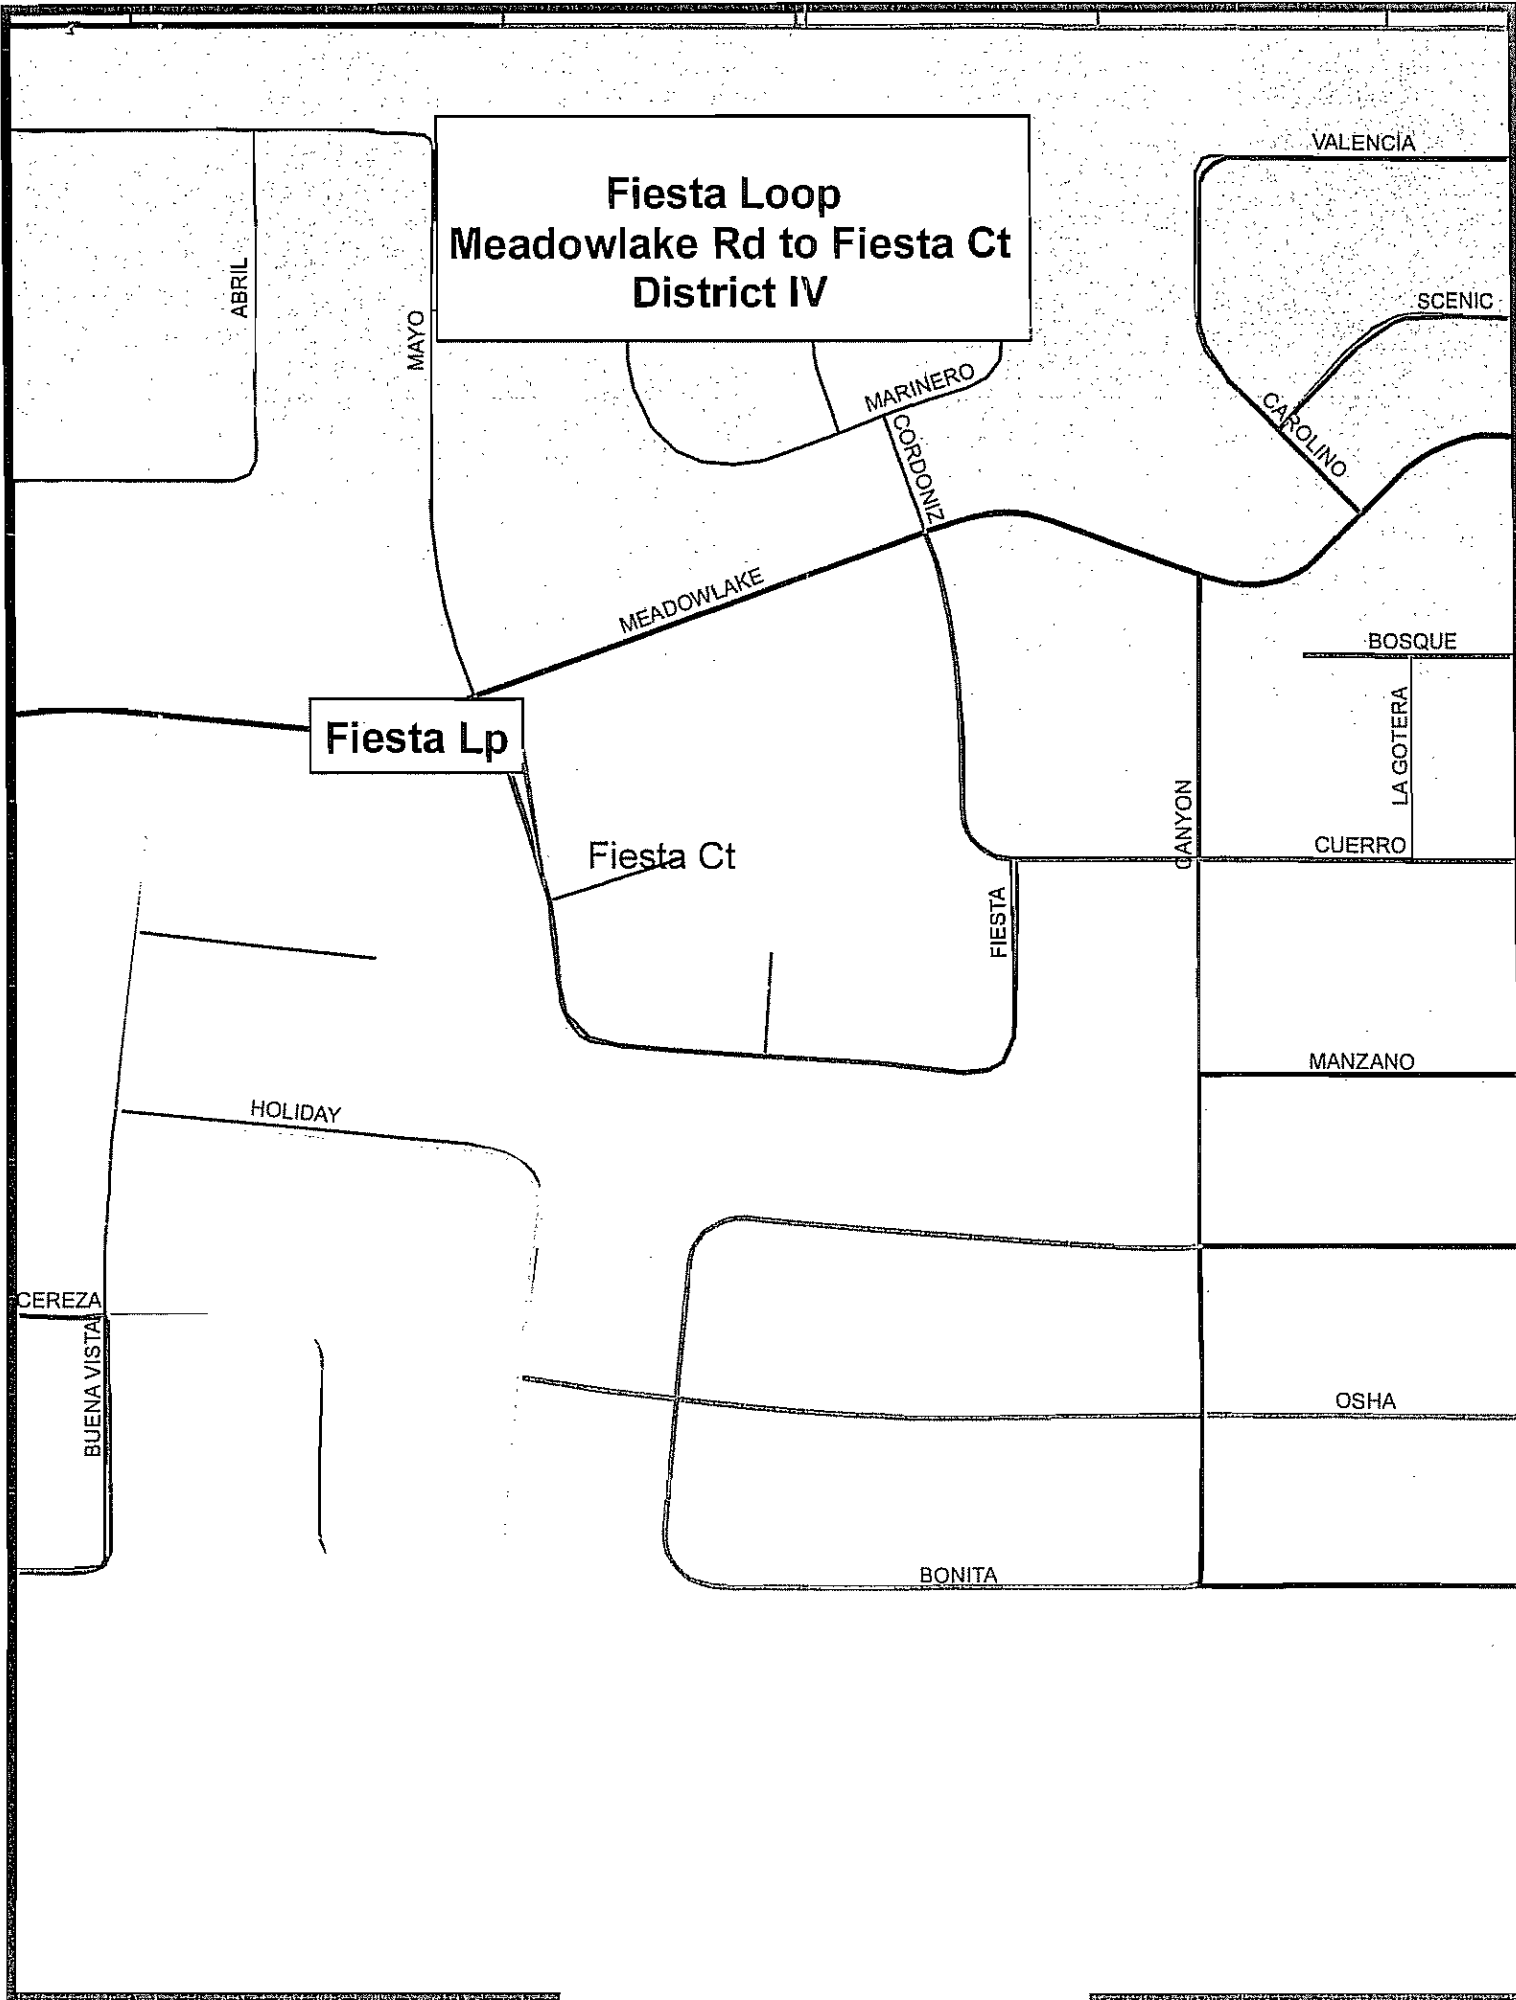 VALENCIA
Fiesta Loop
Meadowlake Rd to Fiesta Ct
District IV
ABRIL
SCENIC
MAYO
MARINERO
CAROLINO
CORDONIZ
MEADOWLAKE
BOSQUE
LA GOTERA
Fiesta Lp
CANYON
CUERRO
Fiesta Ct
FIESTA
MANZANO
HOLIDAY
CEREZA
BUENA VISTA
OSHA
BONITA